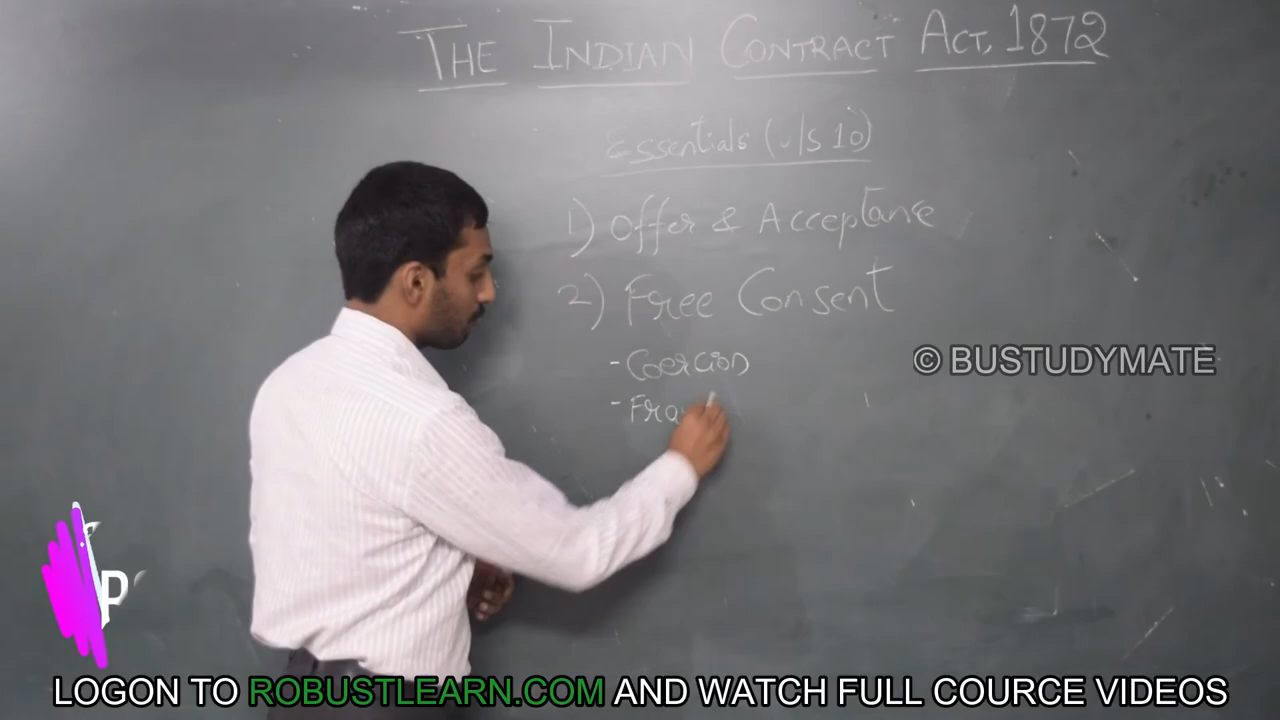 THE INDIAN CONTRACT ACT, 1872
Essentials (u/s 10)
1) Offer & Acceptance
2) Free Consent
- Coercion
© BUSTUDYMATE
- Fra
P
LOGON TO ROBUSTLEARN.COM AND WATCH FULL COURCE VIDEOS